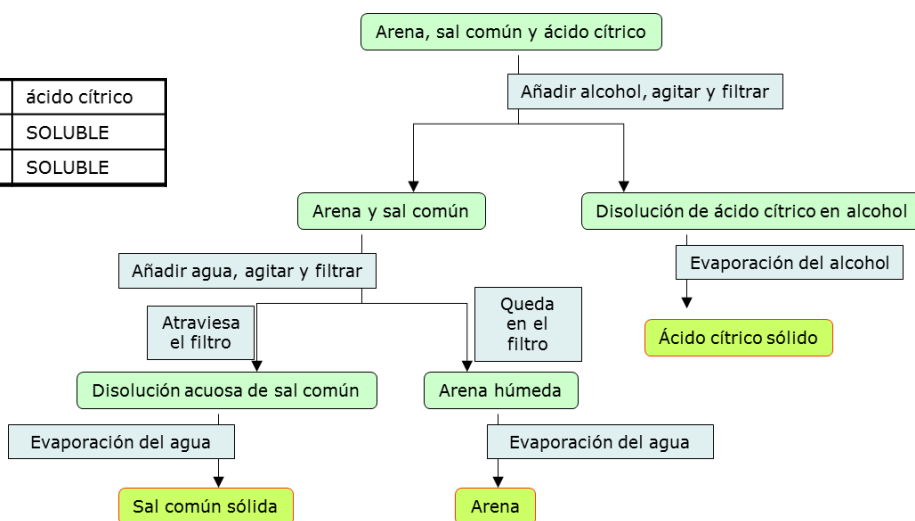 Arena, sal común y ácido cítrico
ácido cítrico
SOLUBLE
SOLUBLE
Añadir alcohol, agitar y filtrar
Arena y sal común
Disolución de ácido cítrico en alcohol
Añadir agua, agitar y filtrar
Evaporación del alcohol
Atraviesa
el filtro
Queda
en el
filtro
Ácido cítrico sólido
Disolución acuosa de sal común
Arena húmeda
Evaporación del agua
Evaporación del agua
Sal común sólida
Arena